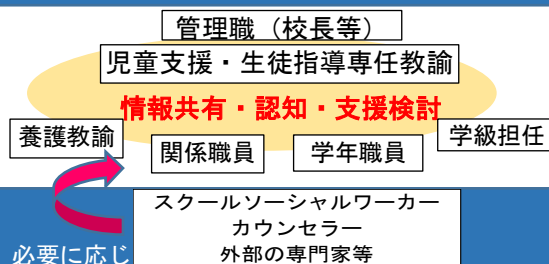 管理職（校長等）
児童支援・生徒指導専任教諭
情報共有・認知・支援検討
養護教諭
関係職員
学年職員
学級担任
スクールソーシャルワーカー
カウンセラー
外部の専門家等
必要に応じ